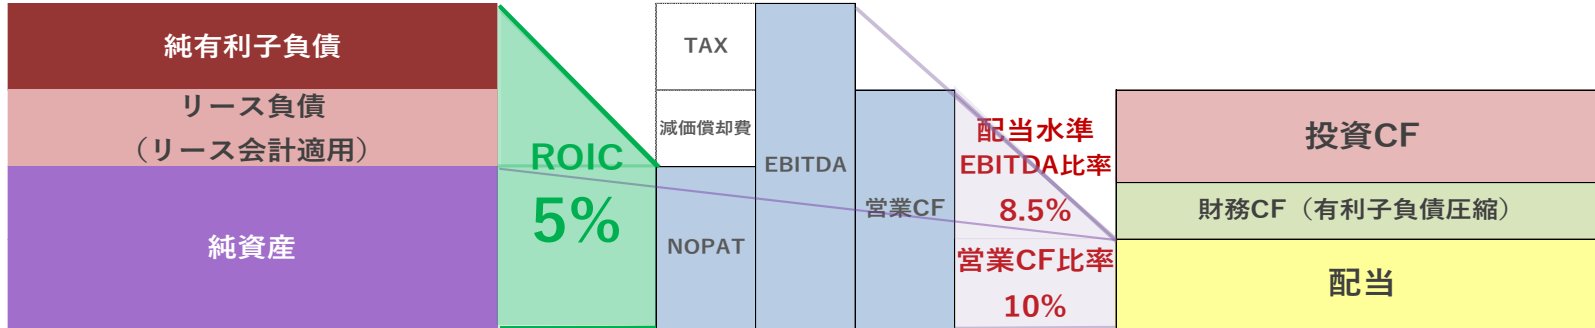 純有利子負債
リース負債
（リース会計適用）
純資産
ROIC
5%
TAX
減価償却費
NOPAT
EBITDA
営業CF
配当水準
EBITDA比率
8.5%
営業CF比率
10%
投資CF
財務CF（有利子負債圧縮）
配当